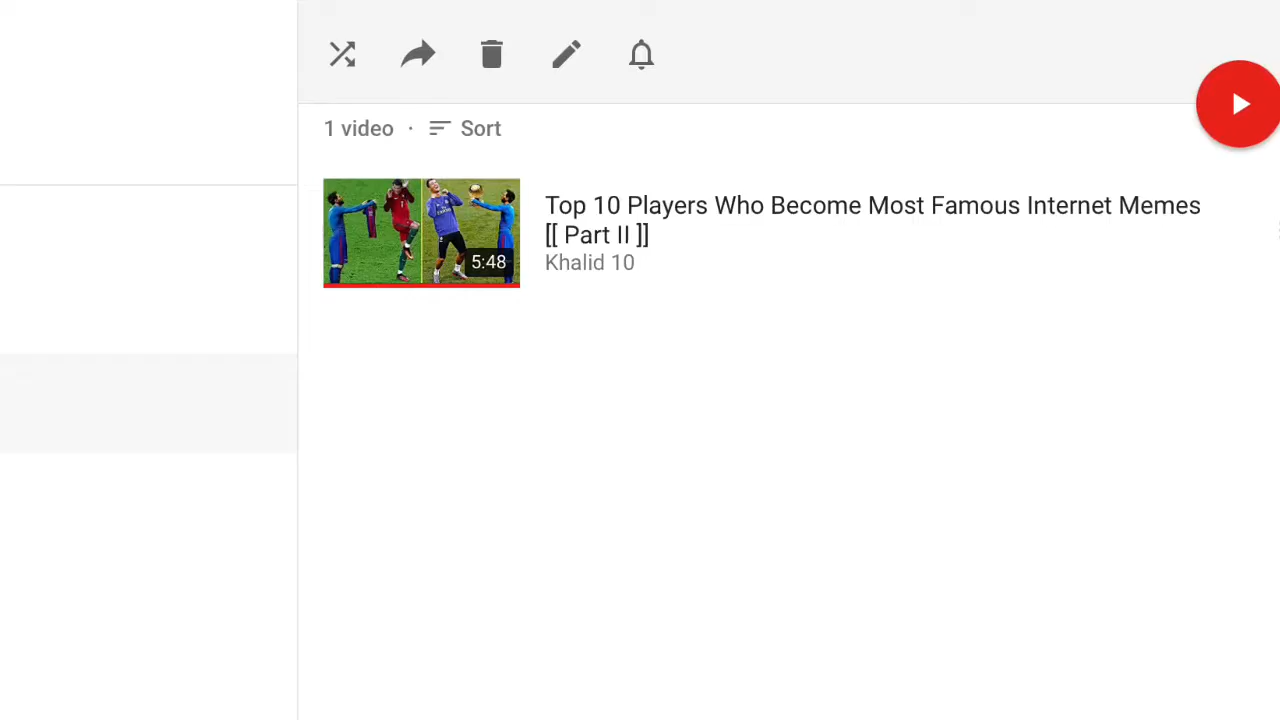 1 video · Sort
Top 10 Players Who Become Most Famous Internet Memes
[[ Part II ]]
5:48
Khalid 10